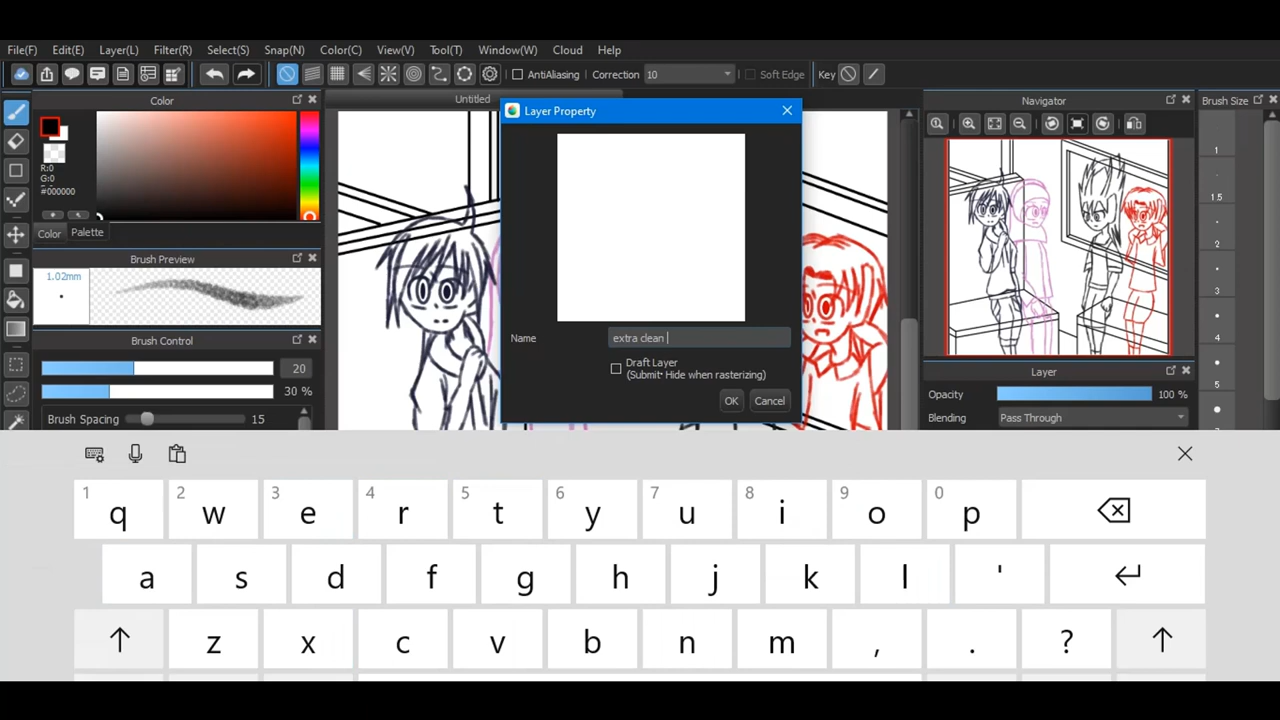 File(F) Edit(E) Layer(L) Filter(R) Select(S) Snap(N) Color(C) View(V) Tool(T) Window(W) Cloud Help
AntiAliasing Correction 10 Soft Edge Key
Color
Untitled
Layer Property
Navigator
Brush Size
R:0
G:0
#000000
Color Palette
Brush Preview
1.02mm
Brush Control
20
30 %
Brush Spacing 15
Name extra clean
Draft Layer
(Submit・Hide when rasterizing)
OK Cancel
1
1.5
2
3
4
5
Layer
Opacity 100 %
Blending Pass Through
1 2 3 4 5 6 7 8 9 0
q w e r t y u i o p
a s d f g h j k l '
z x c v b n m , . ?